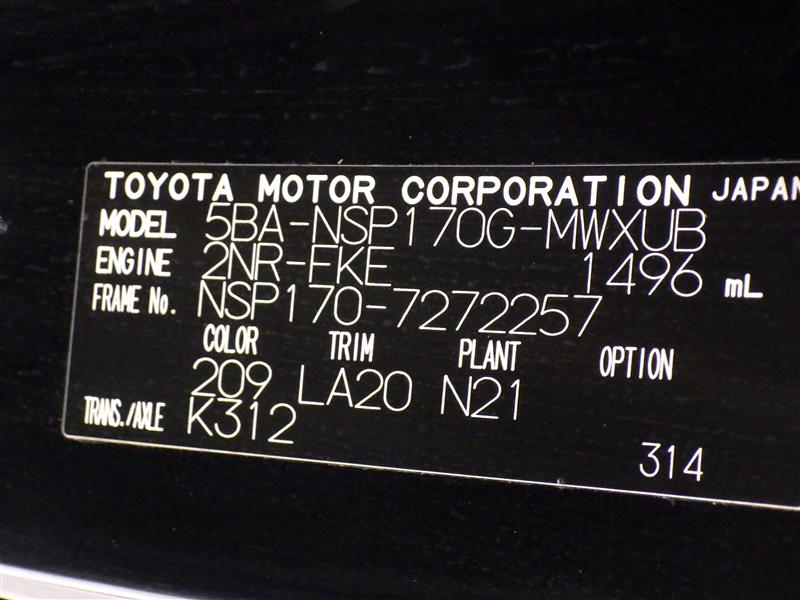 TOYOTA MOTOR CORPORATION JAPAN
MODEL 5BA-NSP170G-MWXUB
ENGINE 2NR-FKE 1496 mL
FRAME No. NSP170-7272257
COLOR TRIM PLANT OPTION
209 LA20 N21
TRANS./AXLE K312
314